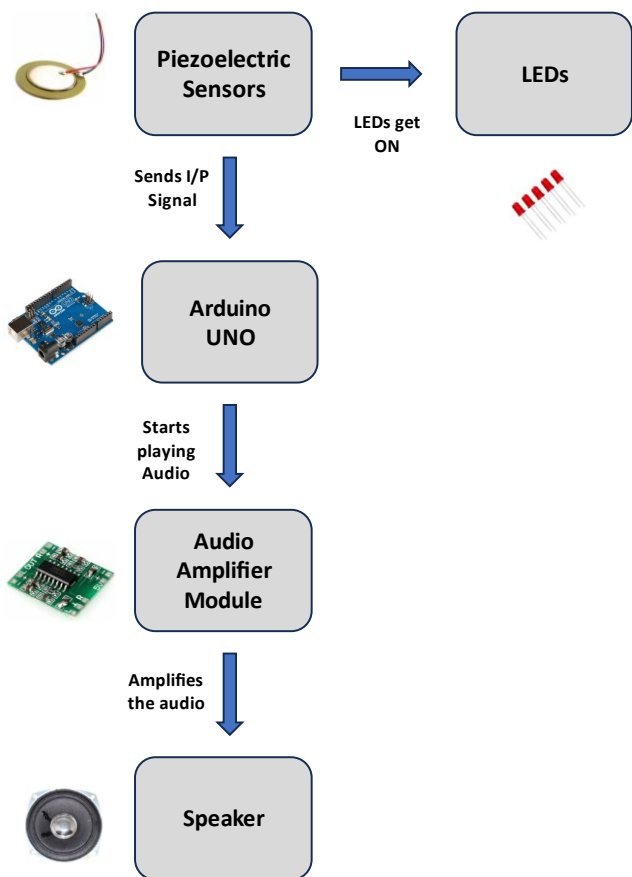 Piezoelectric
Sensors
LEDs
LEDs get
ON
Sends I/P
Signal
Arduino
UNO
Starts
playing
Audio
Audio
Amplifier
Module
Amplifies
the audio
Speaker